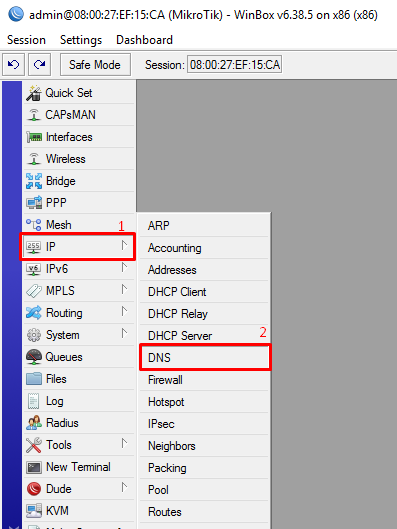 admin@08:00:27:EF:15:CA (MikroTik) - WinBox v6.38.5 on x86 (x86)
Session Settings Dashboard
Safe Mode Session: 08:00:27:EF:15:CA
Quick Set
CAPsMAN
Interfaces
Wireless
Bridge
PPP
Mesh 1
IP
IPv6
MPLS
Routing
System
Queues
Files
Log
Radius
Tools
New Terminal
Dude
KVM
ARP
Accounting
Addresses
DHCP Client
DHCP Relay
DHCP Server 2
DNS
Firewall
Hotspot
IPsec
Neighbors
Packing
Pool
Routes